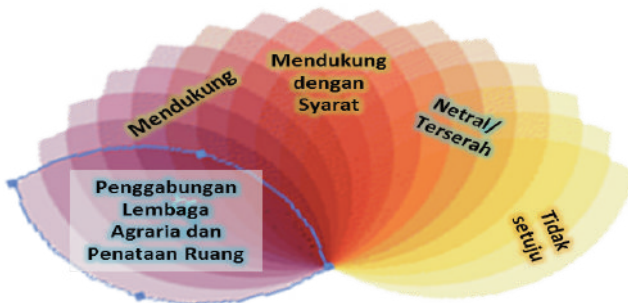 Mendukung
dengan
Syarat
Mendukung
Netral/
Terserah
Penggabungan
Lembaga
Agraria dan
Penataan Ruang
Tidak
setuju